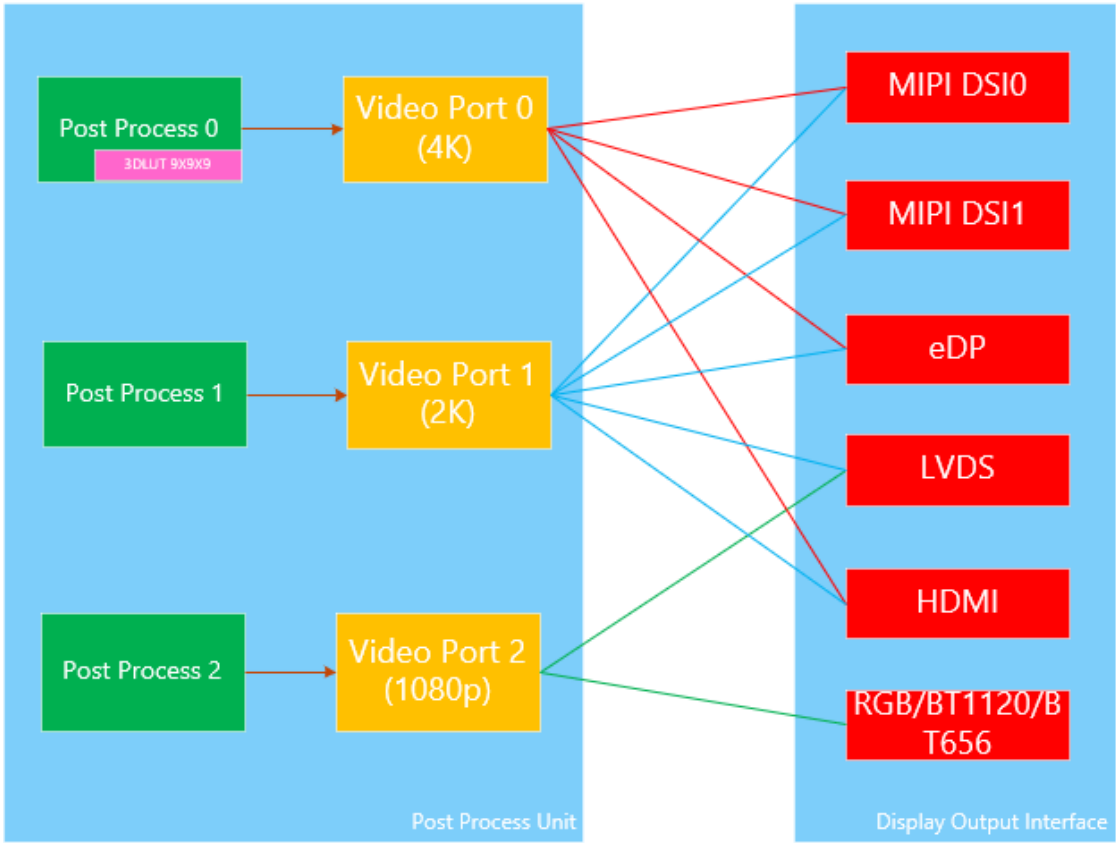 Post Process 0
3DLUT 9X9X9
Video Port 0
(4K)
MIPI DSI0
MIPI DSI1
eDP
Post Process 1
Video Port 1
(2K)
LVDS
HDMI
Post Process 2
Video Port 2
(1080p)
RGB/BT1120/B
T656
Post Process Unit
Display Output Interface